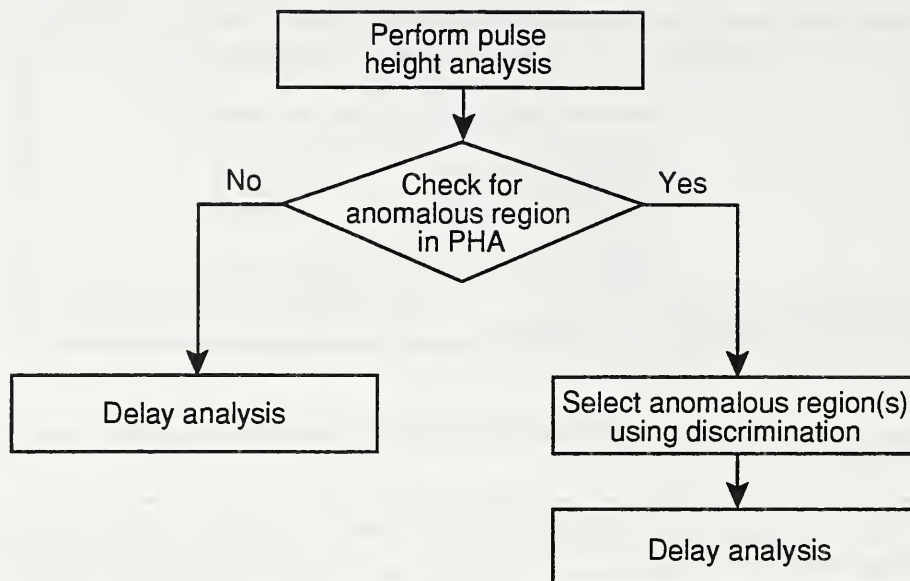 Perform pulse
height analysis
No
Check for
anomalous region
in PHA
Yes
Delay analysis
Select anomalous region(s)
using discrimination
Delay analysis